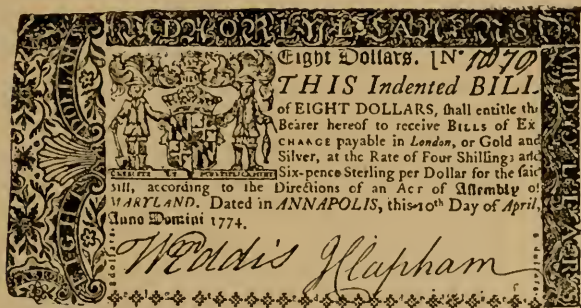 Eight Dollars. [N°
THIS Indented BILL
of EIGHT DOLLARS, ſhall entitle the
Bearer hereof to receive BILLS of Ex
CHANGE payable in London, or Gold and
Silver, at the Rate of Four Shillings and
Six-pence Sterling per Dollar for the ſaid
Bill, according to the Directions of an Act of Aſſembly of
MARYLAND. Dated in ANNAPOLIS, this 10th Day of April,
Anno Domini 1774.
W Eddis J Clapham